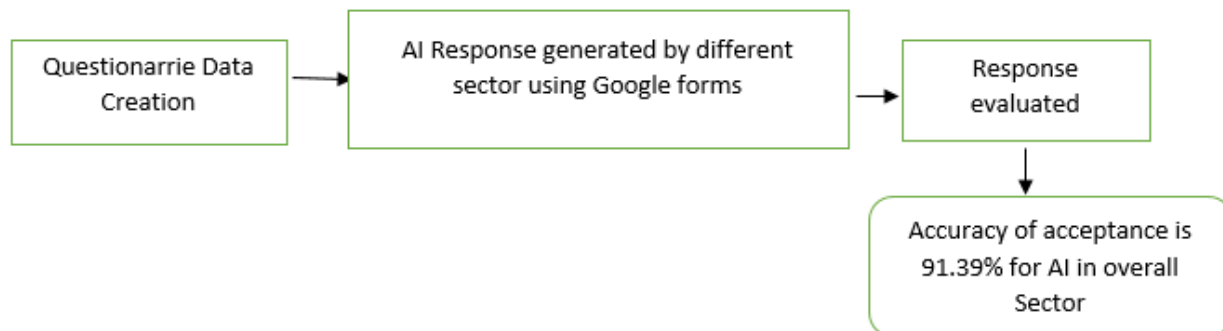 Questionarrie Data
Creation
AI Response generated by different
sector using Google forms
Response
evaluated
Accuracy of acceptance is
91.39% for AI in overall
Sector